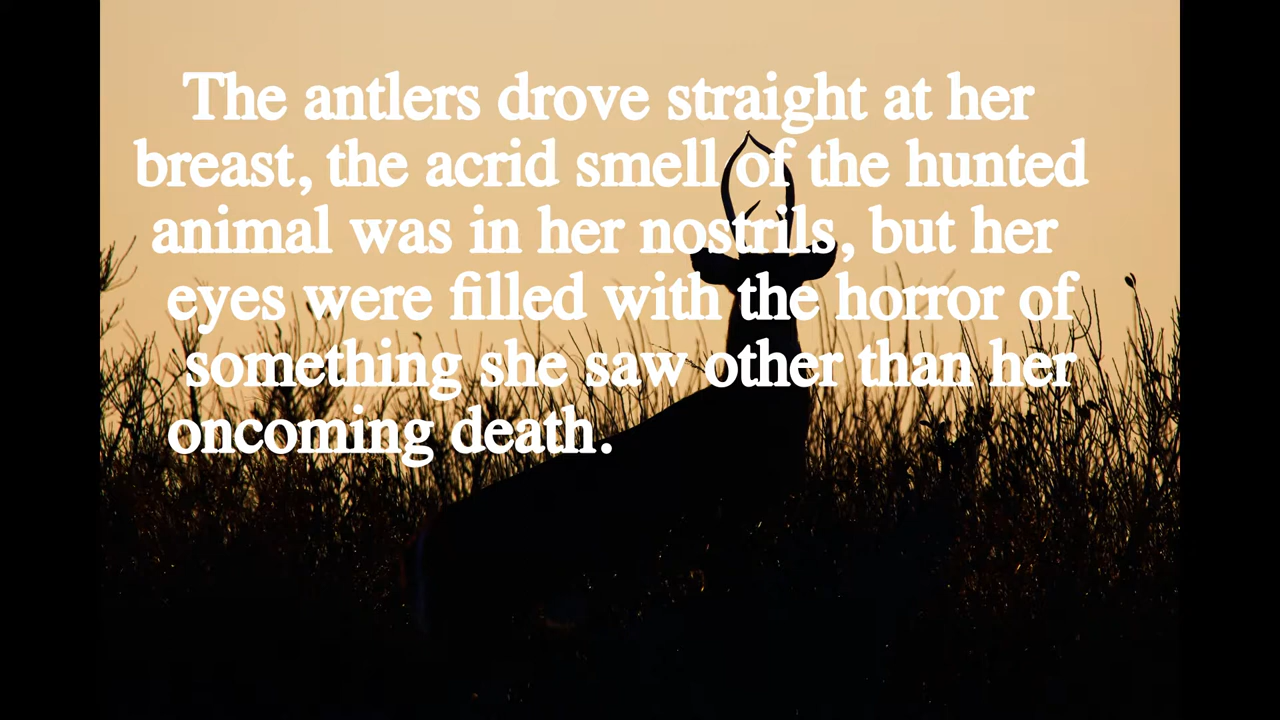 The antlers drove straight at her
breast, the acrid smell of the hunted
animal was in her nostrils, but her
eyes were filled with the horror of
something she saw other than her
oncoming death.